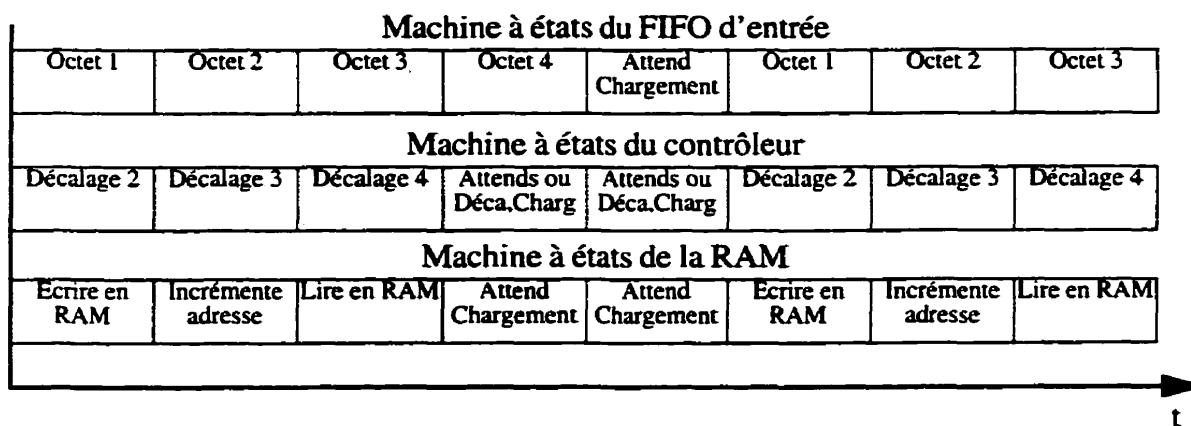 Machine à états du FIFO d'entrée
Octet 1 Octet 2 Octet 3 Octet 4 Attend Octet 1 Octet 2 Octet 3
Chargement
Machine à états du contrôleur
Décalage 2 Décalage 3 Décalage 4 Attends ou Attends ou Décalage 2 Décalage 3 Décalage 4
Déca.Charg Déca.Charg
Machine à états de la RAM
Ecrire en Incrémente Lire en RAM Attend Attend Ecrire en Incrémente Lire en RAM
RAM adresse Chargement Chargement RAM adresse
t